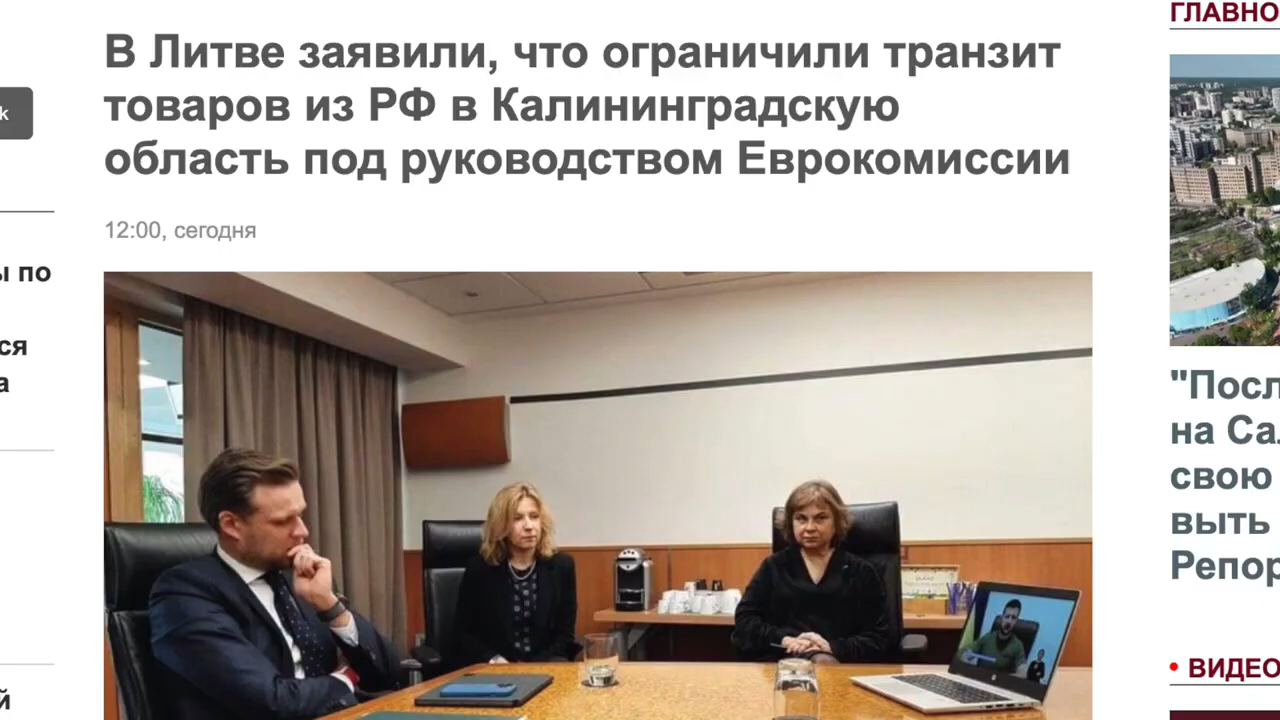 В Литве заявили, что ограничили транзит
товаров из РФ в Калининградскую
область под руководством Еврокомиссии
12:00, сегодня
k
ы по
ся
а
й
ГЛАВНО
"Посл
на Са
свою
выть
Репор
• ВИДЕО